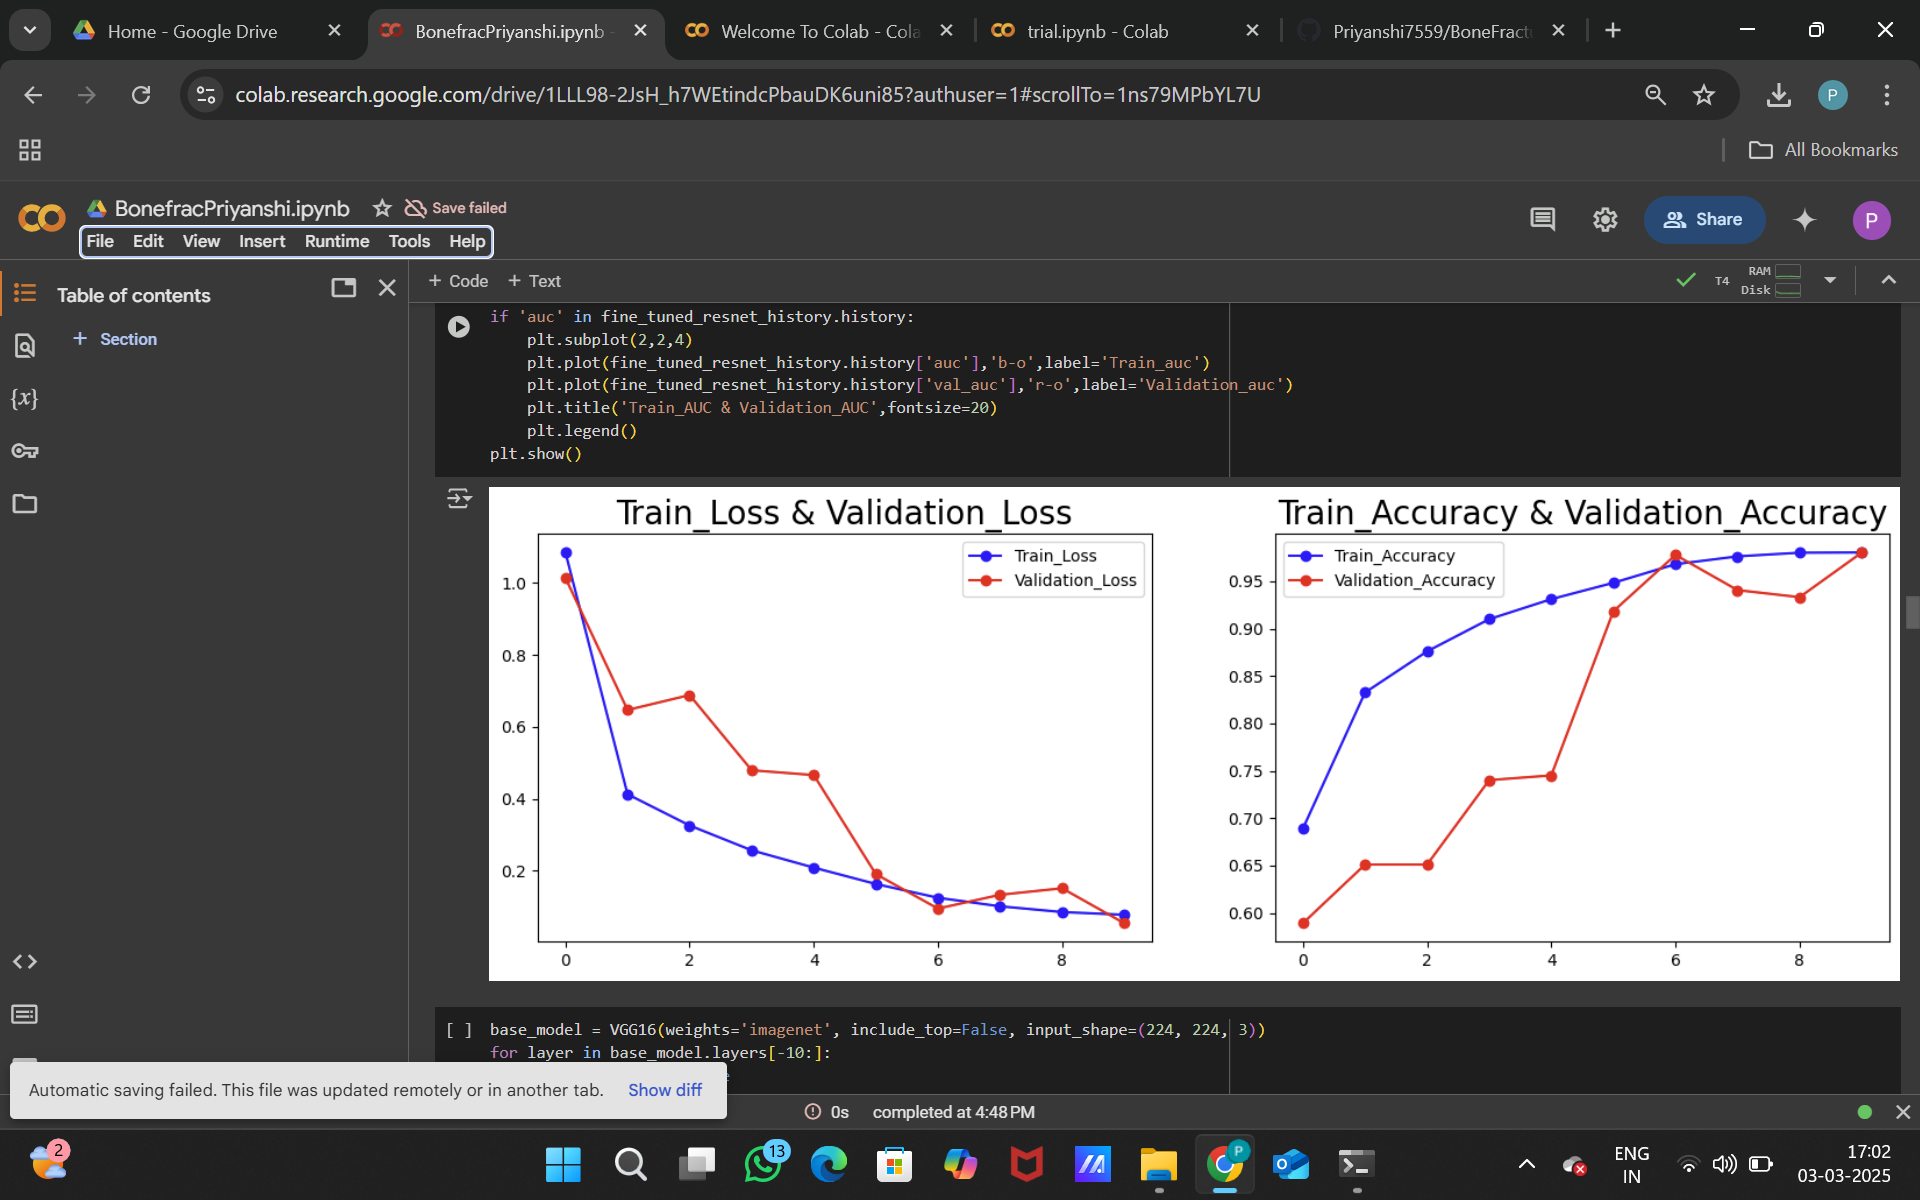 Home - Google Drive
BonefracPriyanshi.ipynb -
Welcome To Colab - Cola
trial.ipynb - Colab
Priyanshi7559/BoneFractu
colab.research.google.com/drive/1LLL98-2JsH_h7WEtindcPbauDK6uni85?authuser=1#scrollTo=1ns79MPbYL7U
P
All Bookmarks
BonefracPriyanshi.ipynb
Save failed
File Edit View Insert Runtime Tools Help
Share
P
Table of contents
+ Section
{x}
+ Code + Text
T4
RAM
Disk
if 'auc' in fine_tuned_resnet_history.history:
plt.subplot(2,2,4)
plt.plot(fine_tuned_resnet_history.history['auc'],'b-o',label='Train_auc')
plt.plot(fine_tuned_resnet_history.history['val_auc'],'r-o',label='Validation_auc')
plt.title('Train_AUC & Validation_AUC',fontsize=20)
plt.legend()
plt.show()
Train_Loss & Validation_Loss
Train_Loss
Validation_Loss
1.0
0.8
0.6
0.4
0.2
0 2 4 6 8
Train_Accuracy & Validation_Accuracy
Train_Accuracy
Validation_Accuracy
0.95
0.90
0.85
0.80
0.75
0.70
0.65
0.60
0 2 4 6 8
[ ] base_model = VGG16(weights='imagenet', include_top=False, input_shape=(224, 224, 3))
for layer in base_model.layers[-10:]:
Automatic saving failed. This file was updated remotely or in another tab. Show diff
0s completed at 4:48 PM
2
13
P
ENG
IN
17:02
03-03-2025